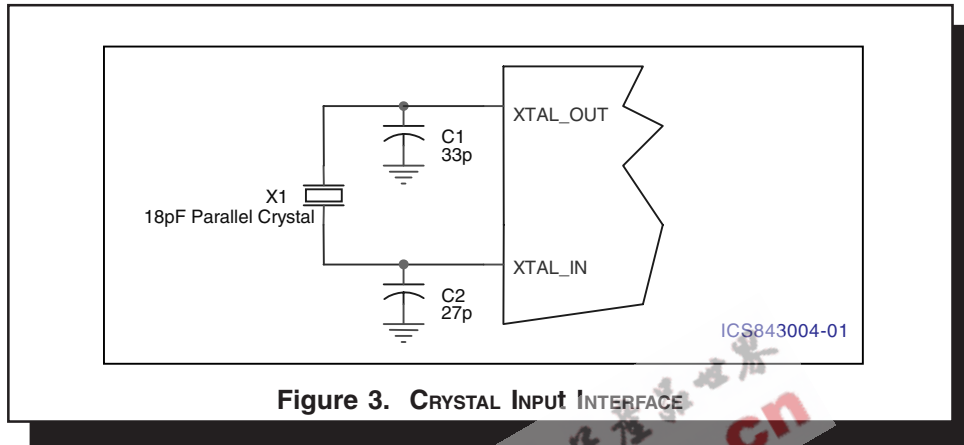 XTAL_OUT
C1
33p
X1
18pF Parallel Crystal
XTAL_IN
C2
27p
ICS843004-01
Figure 3. CRYSTAL INPUT INTERFACE
.cn